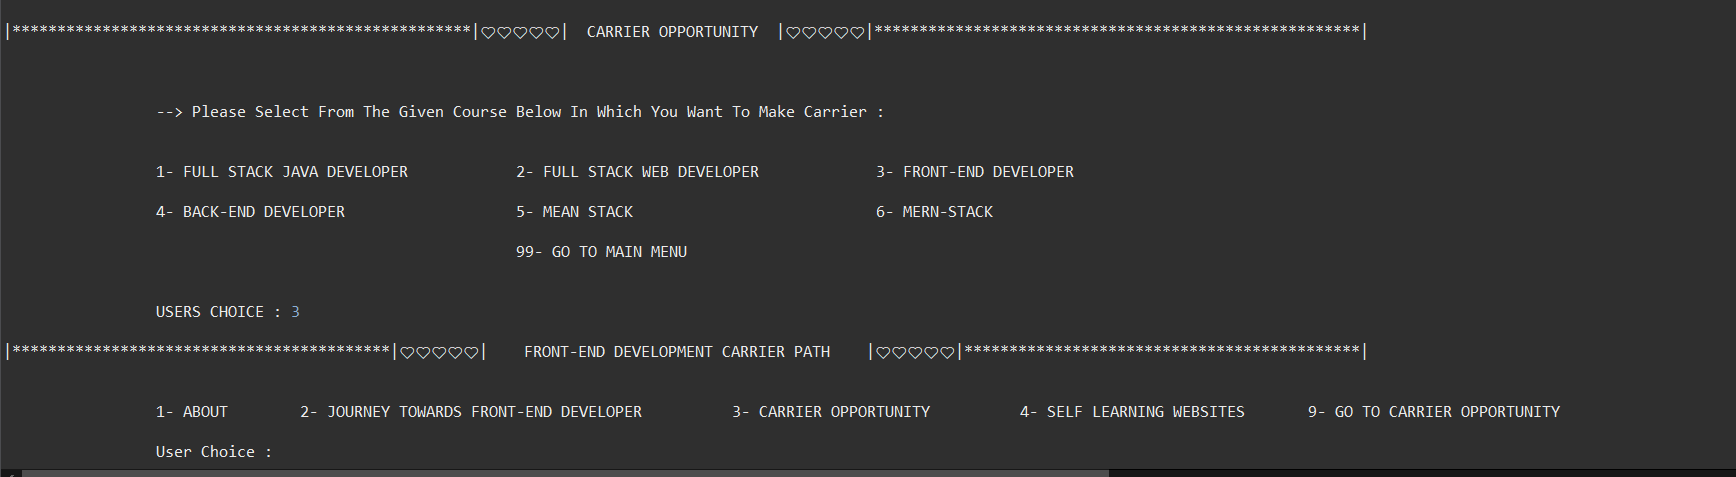 |***************************************************|♡♡♡♡♡|  CARRIER OPPORTUNITY  |♡♡♡♡♡|******************************************************|
--> Please Select From The Given Course Below In Which You Want To Make Carrier :
1- FULL STACK JAVA DEVELOPER            2- FULL STACK WEB DEVELOPER             3- FRONT-END DEVELOPER
4- BACK-END DEVELOPER                   5- MEAN STACK                           6- MERN-STACK
99- GO TO MAIN MENU
USERS CHOICE : 3
|******************************************|♡♡♡♡♡|    FRONT-END DEVELOPMENT CARRIER PATH    |♡♡♡♡♡|********************************************|
1- ABOUT        2- JOURNEY TOWARDS FRONT-END DEVELOPER          3- CARRIER OPPORTUNITY          4- SELF LEARNING WEBSITES       9- GO TO CARRIER OPPORTUNITY
User Choice :